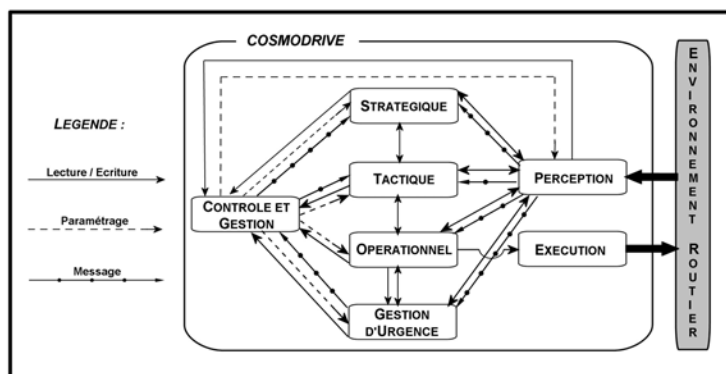 COSMODRIVE
LEGENDE :
Lecture / Ecriture
Paramétrage
Message
STRATEGIQUE
TACTIQUE
CONTROLE ET
GESTION
OPERATIONNEL
GESTION
D'URGENCE
PERCEPTION
EXECUTION
ENVIRONNEMENT ROUTIER